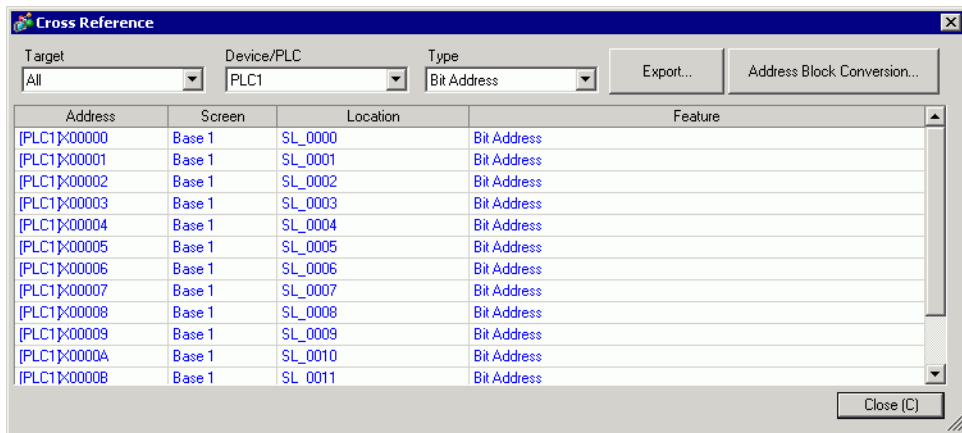 Cross Reference
Target Device/PLC Type
All PLC1 Bit Address Export... Address Block Conversion...
Address Screen Location Feature
[PLC1]X00000 Base 1 SL_0000 Bit Address
[PLC1]X00001 Base 1 SL_0001 Bit Address
[PLC1]X00002 Base 1 SL_0002 Bit Address
[PLC1]X00003 Base 1 SL_0003 Bit Address
[PLC1]X00004 Base 1 SL_0004 Bit Address
[PLC1]X00005 Base 1 SL_0005 Bit Address
[PLC1]X00006 Base 1 SL_0006 Bit Address
[PLC1]X00007 Base 1 SL_0007 Bit Address
[PLC1]X00008 Base 1 SL_0008 Bit Address
[PLC1]X00009 Base 1 SL_0009 Bit Address
[PLC1]X0000A Base 1 SL_0010 Bit Address
[PLC1]X0000B Base 1 SL_0011 Bit Address
Close (C)